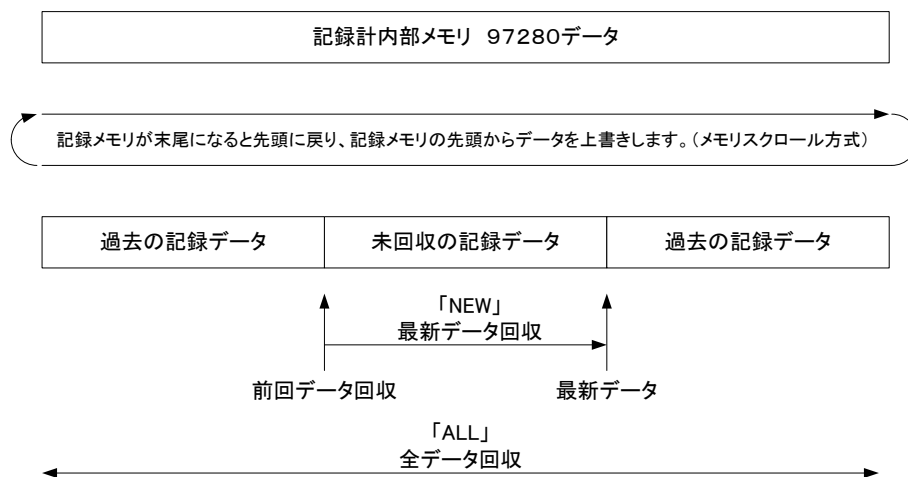 記録計内部メモリ 97280データ
記録メモリが末尾になると先頭に戻り、記録メモリの先頭からデータを上書きします。(メモリスクロール方式)
過去の記録データ 未回収の記録データ 過去の記録データ
「NEW」
最新データ回収
前回データ回収 最新データ
「ALL」
全データ回収